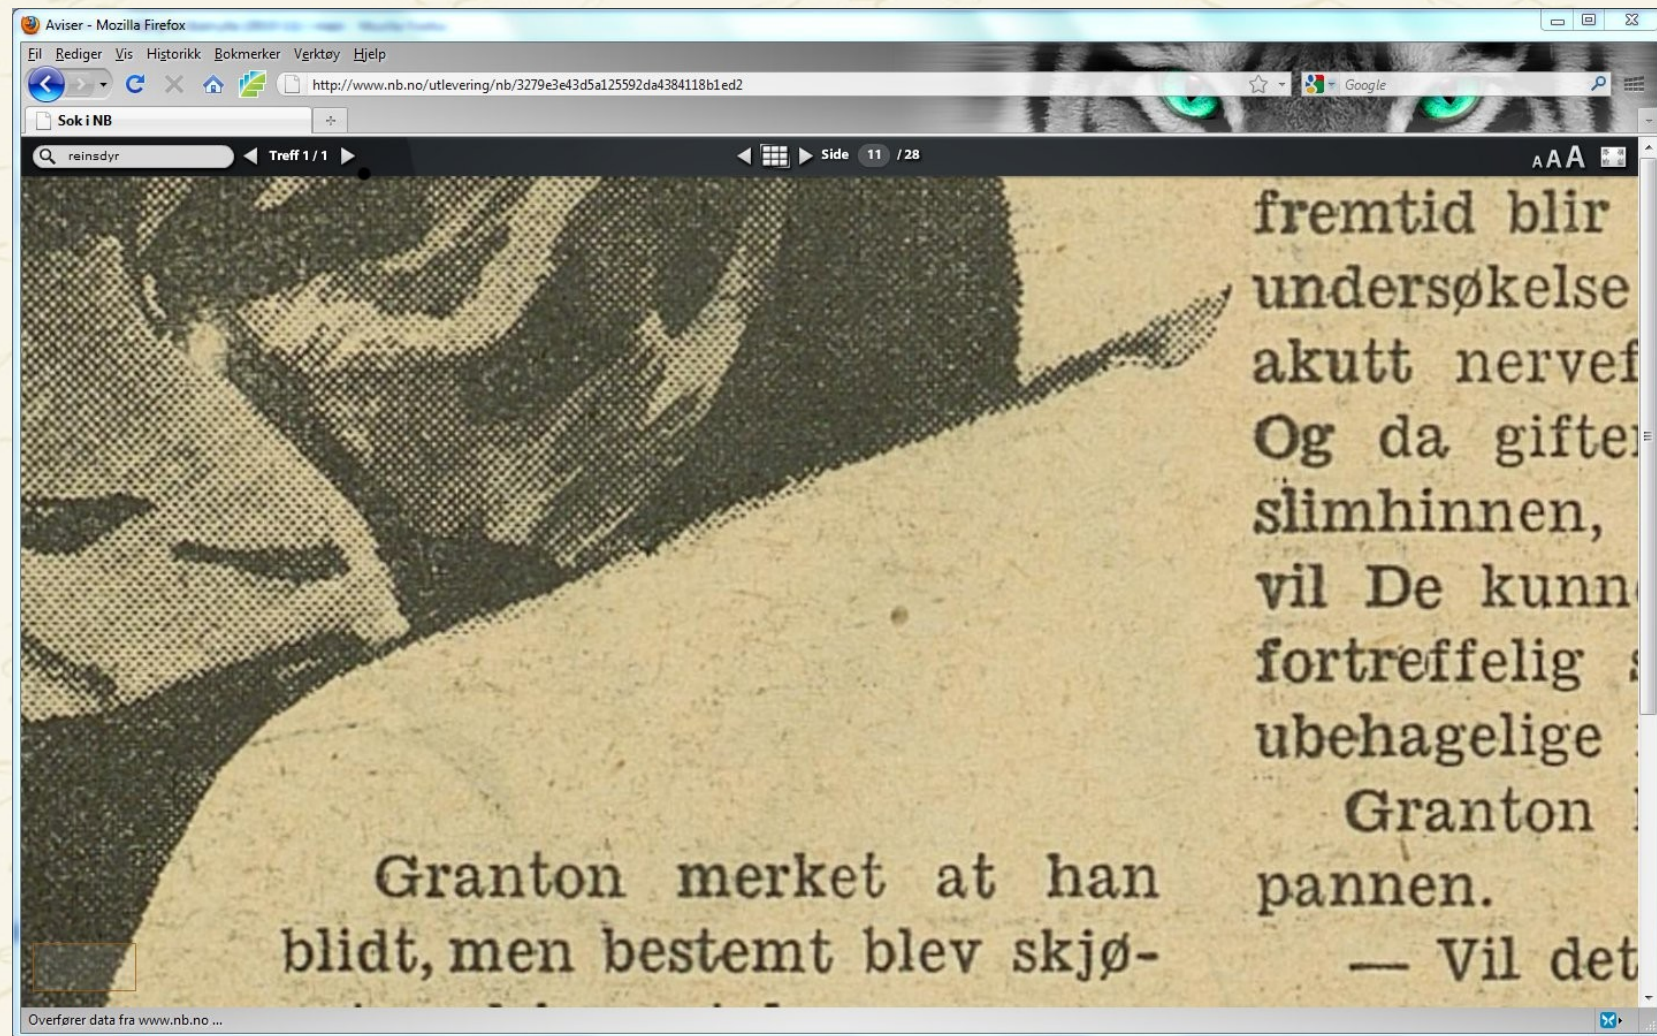 Aviser - Mozilla Firefox
Fil Rediger Vis Historikk Bokmerker Verktøy Hjelp
http://www.nb.no/utlevering/nb/3279e3e43d5a125592da4384118b1ed2
Google
Søk i NB
reinsdyr
Treff 1 / 1
Side 11 / 28
A A A
Granton merket at han
blidt, men bestemt blev skjø-
fremtid blir
undersøkelse
akutt nervef
Og da gifte
slimhinnen,
vil De kunn
fortreffelig
ubehagelige
Granton
pannen.
— Vil det
Overfører data fra www.nb.no ...